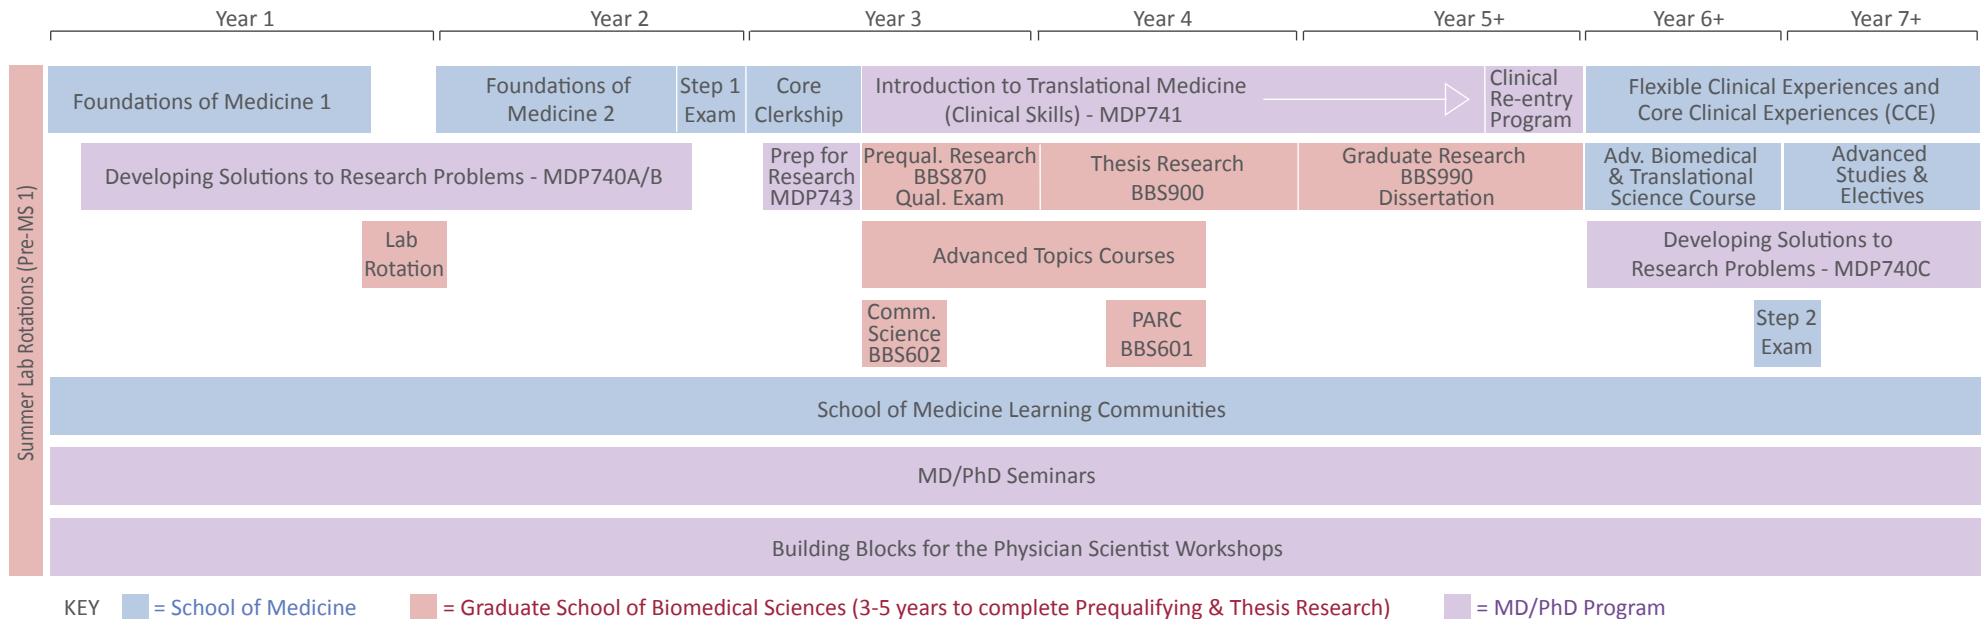 Year 1
Year 2
Year 3
Year 4
Year 5+
Year 6+
Year 7+
Summer Lab Rotations (Pre-MS 1)
Foundations of Medicine 1
Foundations of
Medicine 2
Step 1
Exam
Core
Clerkship
Introduction to Translational Medicine
(Clinical Skills) - MDP741
Clinical
Re-entry
Program
Flexible Clinical Experiences and
Core Clinical Experiences (CCE)
Developing Solutions to Research Problems - MDP740A/B
Prep for
Research
MDP743
Prequal. Research
BBS870
Qual. Exam
Thesis Research
BBS900
Graduate Research
BBS990
Dissertation
Adv. Biomedical
& Translational
Science Course
Advanced
Studies &
Electives
Lab
Rotation
Advanced Topics Courses
Developing Solutions to
Research Problems - MDP740C
Comm.
Science
BBS602
PARC
BBS601
Step 2
Exam
School of Medicine Learning Communities
MD/PhD Seminars
Building Blocks for the Physician Scientist Workshops
KEY
= School of Medicine
= Graduate School of Biomedical Sciences (3-5 years to complete Prequalifying & Thesis Research)
= MD/PhD Program